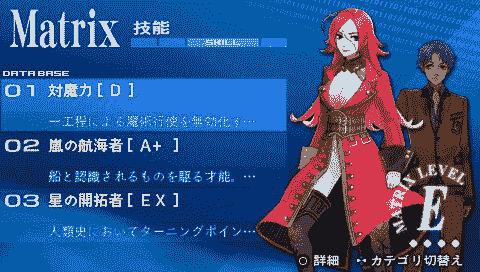 Matrix 技能
SKILL
DATABASE
01 対魔力[ D ]
一工程による魔術行使を無効化す…
02 嵐の航海者[ A+ ]
船と認識されるものを駆る才能。…
03 星の開拓者[ EX ]
人類史においてターニングポイン…
MATRIX LEVEL
E
○ 詳細 ↔ カテゴリ切替え